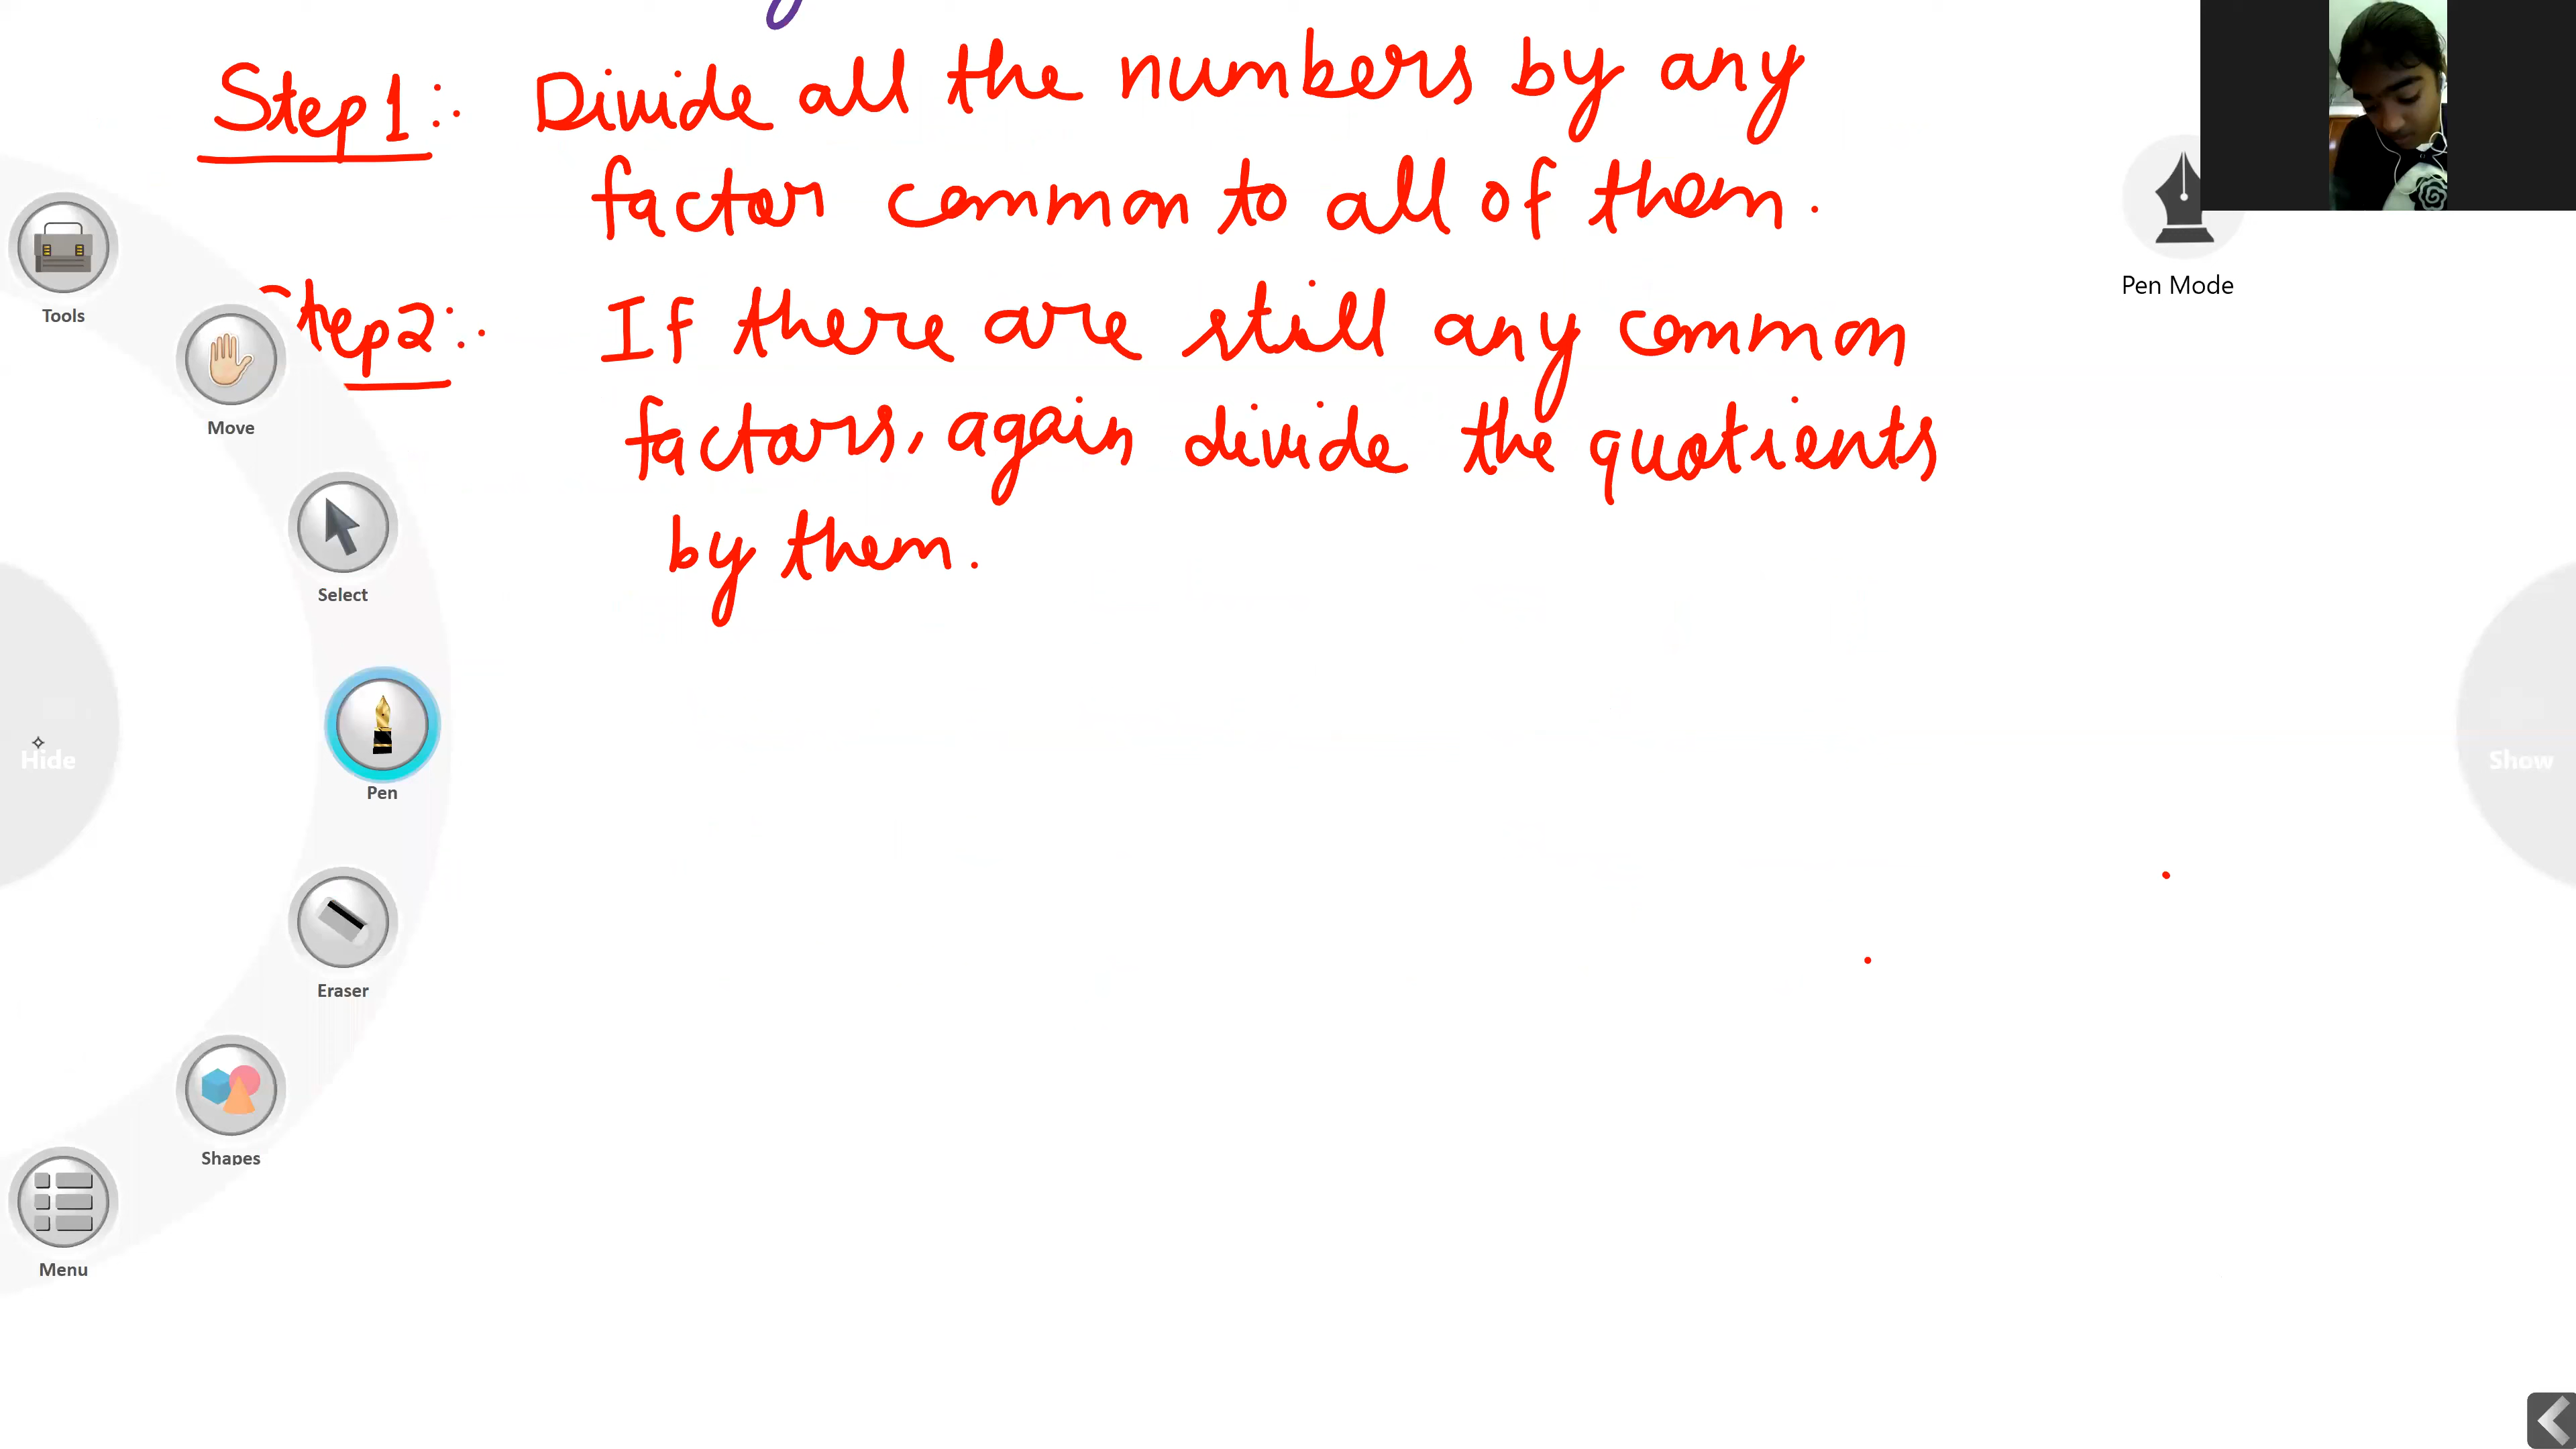 Step 1:. Divide all the numbers by any
factor common to all of them.
Step 2:. If there are still any common
factors, again divide the quotients
by them.
Tools
Move
Select
Hide
Pen
Eraser
Shapes
Menu
Pen Mode
Show